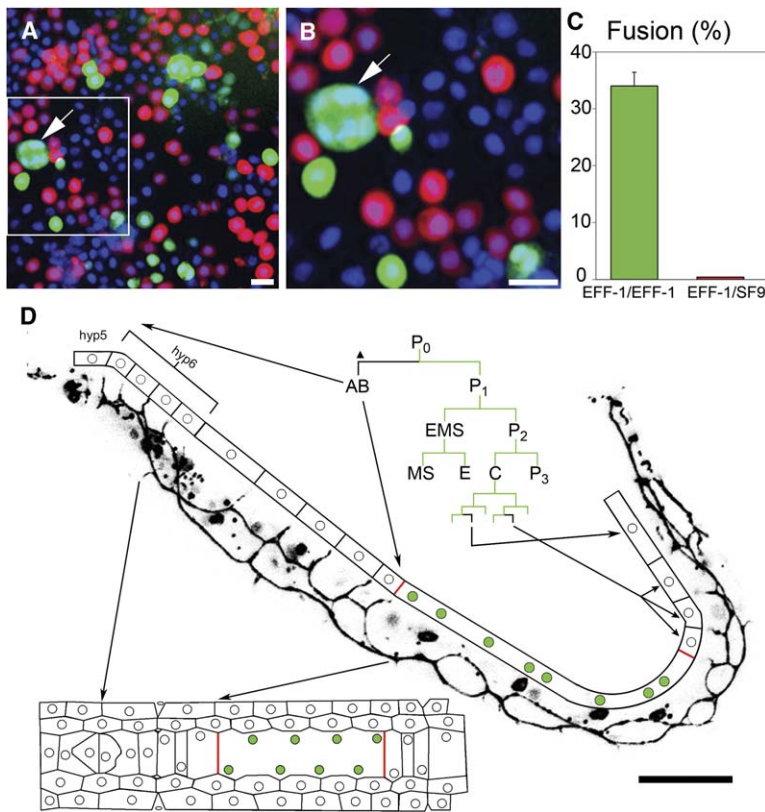 A
B
C
Fusion (%)
40
30
20
10
0
EFF-1/EFF-1
EFF-1/SF9
D
hyp5
hyp6
P0
AB
P1
EMS
P2
MS
E
C
P3